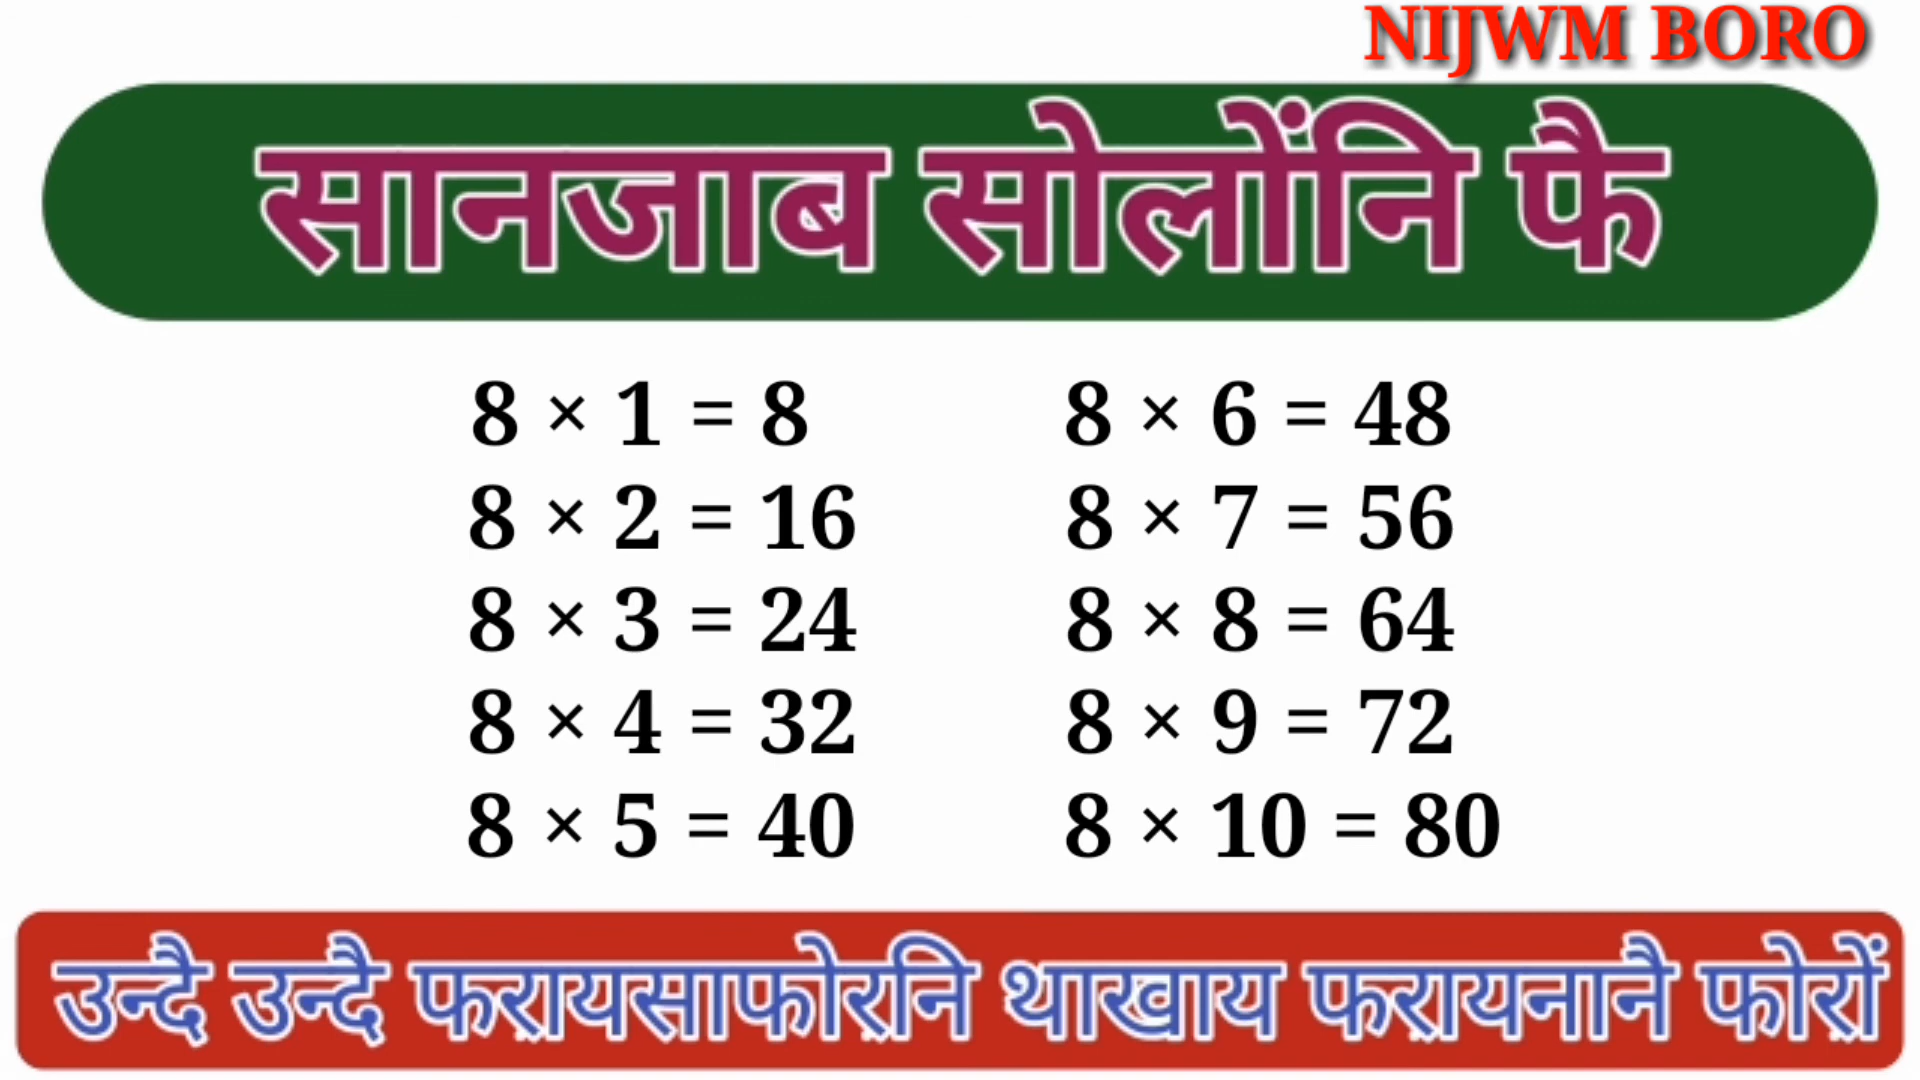 NIJWM BORO
सानजाब सोलोंनि फै
8 × 1 = 8
8 × 2 = 16
8 × 3 = 24
8 × 4 = 32
8 × 5 = 40
8 × 6 = 48
8 × 7 = 56
8 × 8 = 64
8 × 9 = 72
8 × 10 = 80
उन्दै उन्दै फरायसाफोरनि थाखाय फरायनानै फोरों